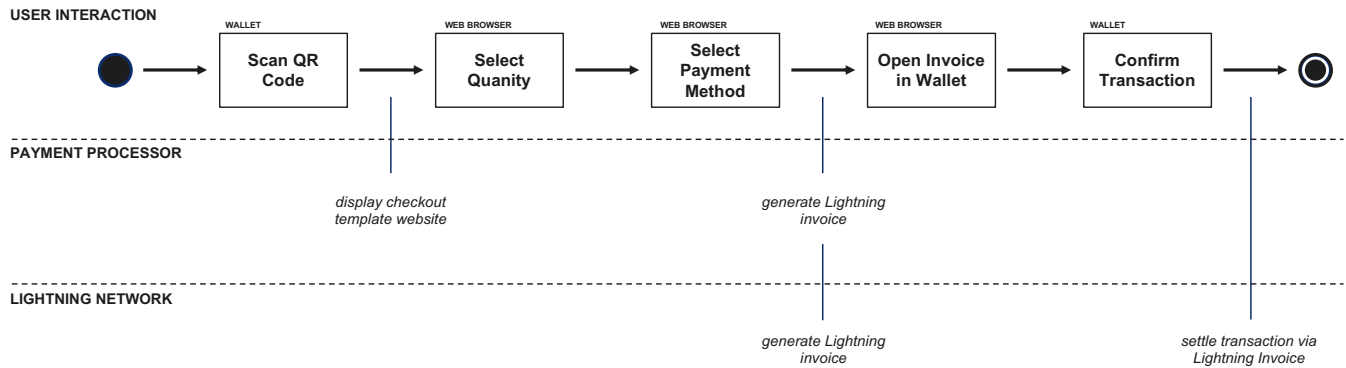 USER INTERACTION
WALLET
Scan QR
Code
WEB BROWSER
Select
Quanity
WEB BROWSER
Select
Payment
Method
WEB BROWSER
Open Invoice
in Wallet
WALLET
Confirm
Transaction
PAYMENT PROCESSOR
display checkout
template website
generate Lightning
invoice
LIGHTNING NETWORK
generate Lightning
invoice
settle transaction via
Lightning Invoice